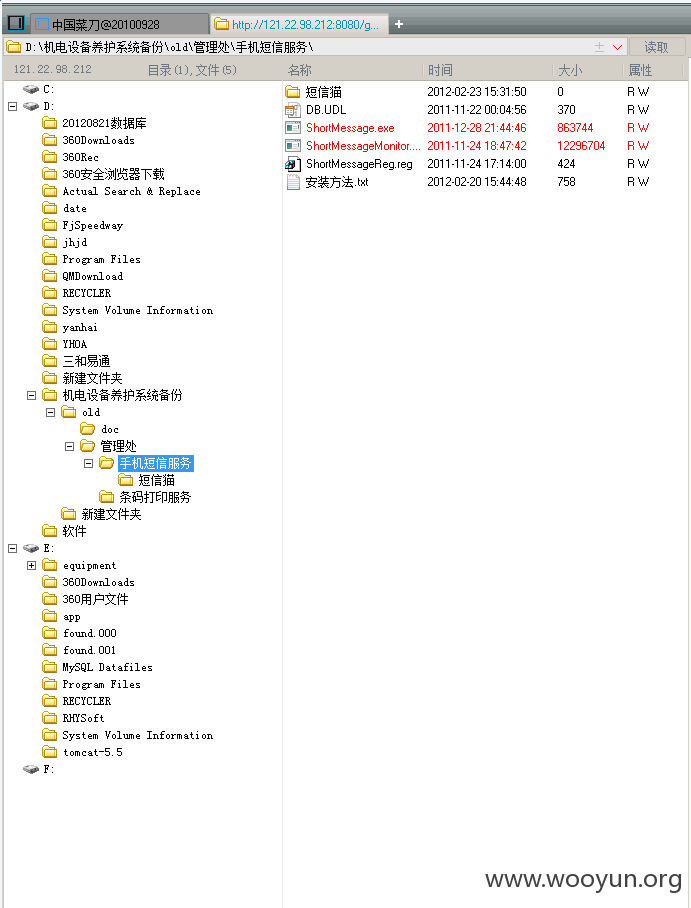 中国菜刀@20100928
http://121.22.98.212:8080/g...
+
D:\机电设备养护系统备份\old\管理处\手机短信服务\
读取
121.22.98.212 目录(1),文件(5)
名称 时间 大小 属性
C:
D:
20120821数据库
360Downloads
360Rec
360安全浏览器下载
Actual Search & Replace
date
FjSpeedway
jhjd
Program Files
QMDownload
RECYCLER
System Volume Information
yanhai
YHOA
三和易通
新建文件夹
机电设备养护系统备份
old
doc
管理处
手机短信服务
短信猫
条码打印服务
新建文件夹
软件
E:
equipment
360Downloads
360用户文件
app
found.000
found.001
MySQL Datafiles
Program Files
RECYCLER
RHYSoft
System Volume Information
tomcat-5.5
F:
短信猫 2012-02-23 15:31:50 0 R W
DB.UDL 2011-11-22 00:04:56 370 R W
ShortMessage.exe 2011-12-28 21:44:46 863744 R W
ShortMessageMonitor.... 2011-11-24 18:47:42 12296704 R W
ShortMessageReg.reg 2011-11-24 17:14:00 424 R W
安装方法.txt 2012-02-20 15:44:48 758 R W
www.wooyun.org